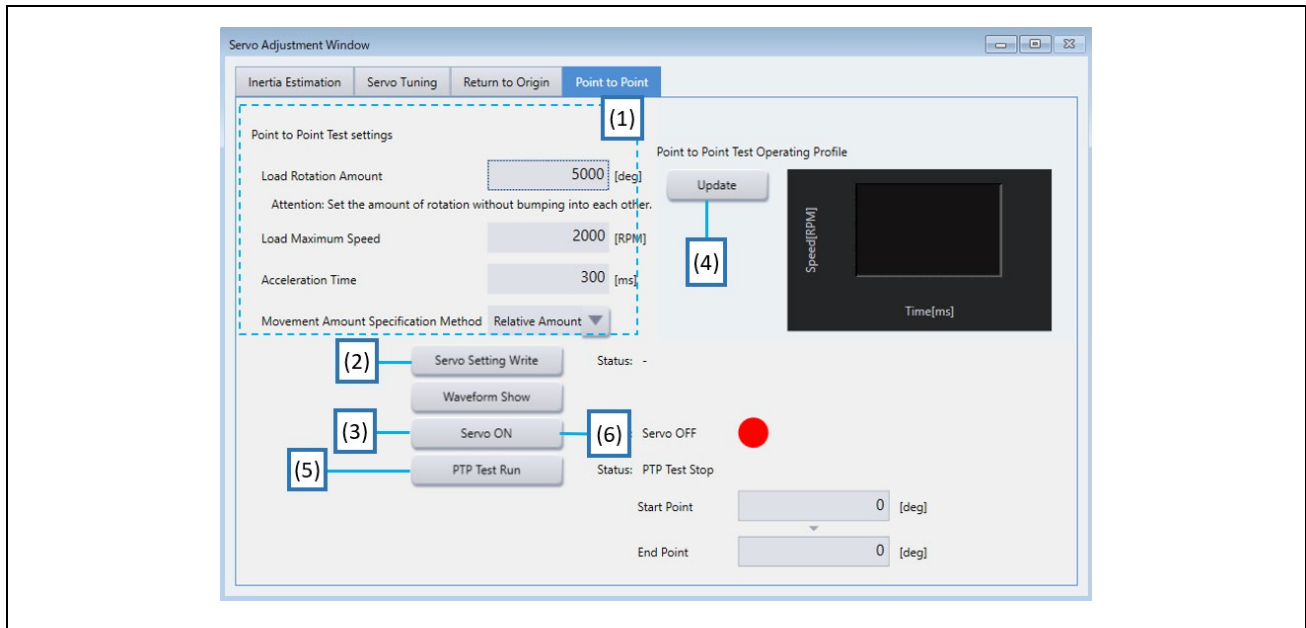 Servo Adjustment Window
Inertia Estimation Servo Tuning Return to Origin Point to Point
(1)
Point to Point Test settings
Load Rotation Amount 5000 [deg]
Attention: Set the amount of rotation without bumping into each other.
Load Maximum Speed 2000 [RPM]
Acceleration Time 300 [ms]
Movement Amount Specification Method Relative Amount
Point to Point Test Operating Profile
Update
(4)
Speed[RPM]
Time[ms]
(2) Servo Setting Write Status: -
Waveform Show
(3) Servo ON (6) : Servo OFF
(5) PTP Test Run Status: PTP Test Stop
Start Point 0 [deg]
End Point 0 [deg]